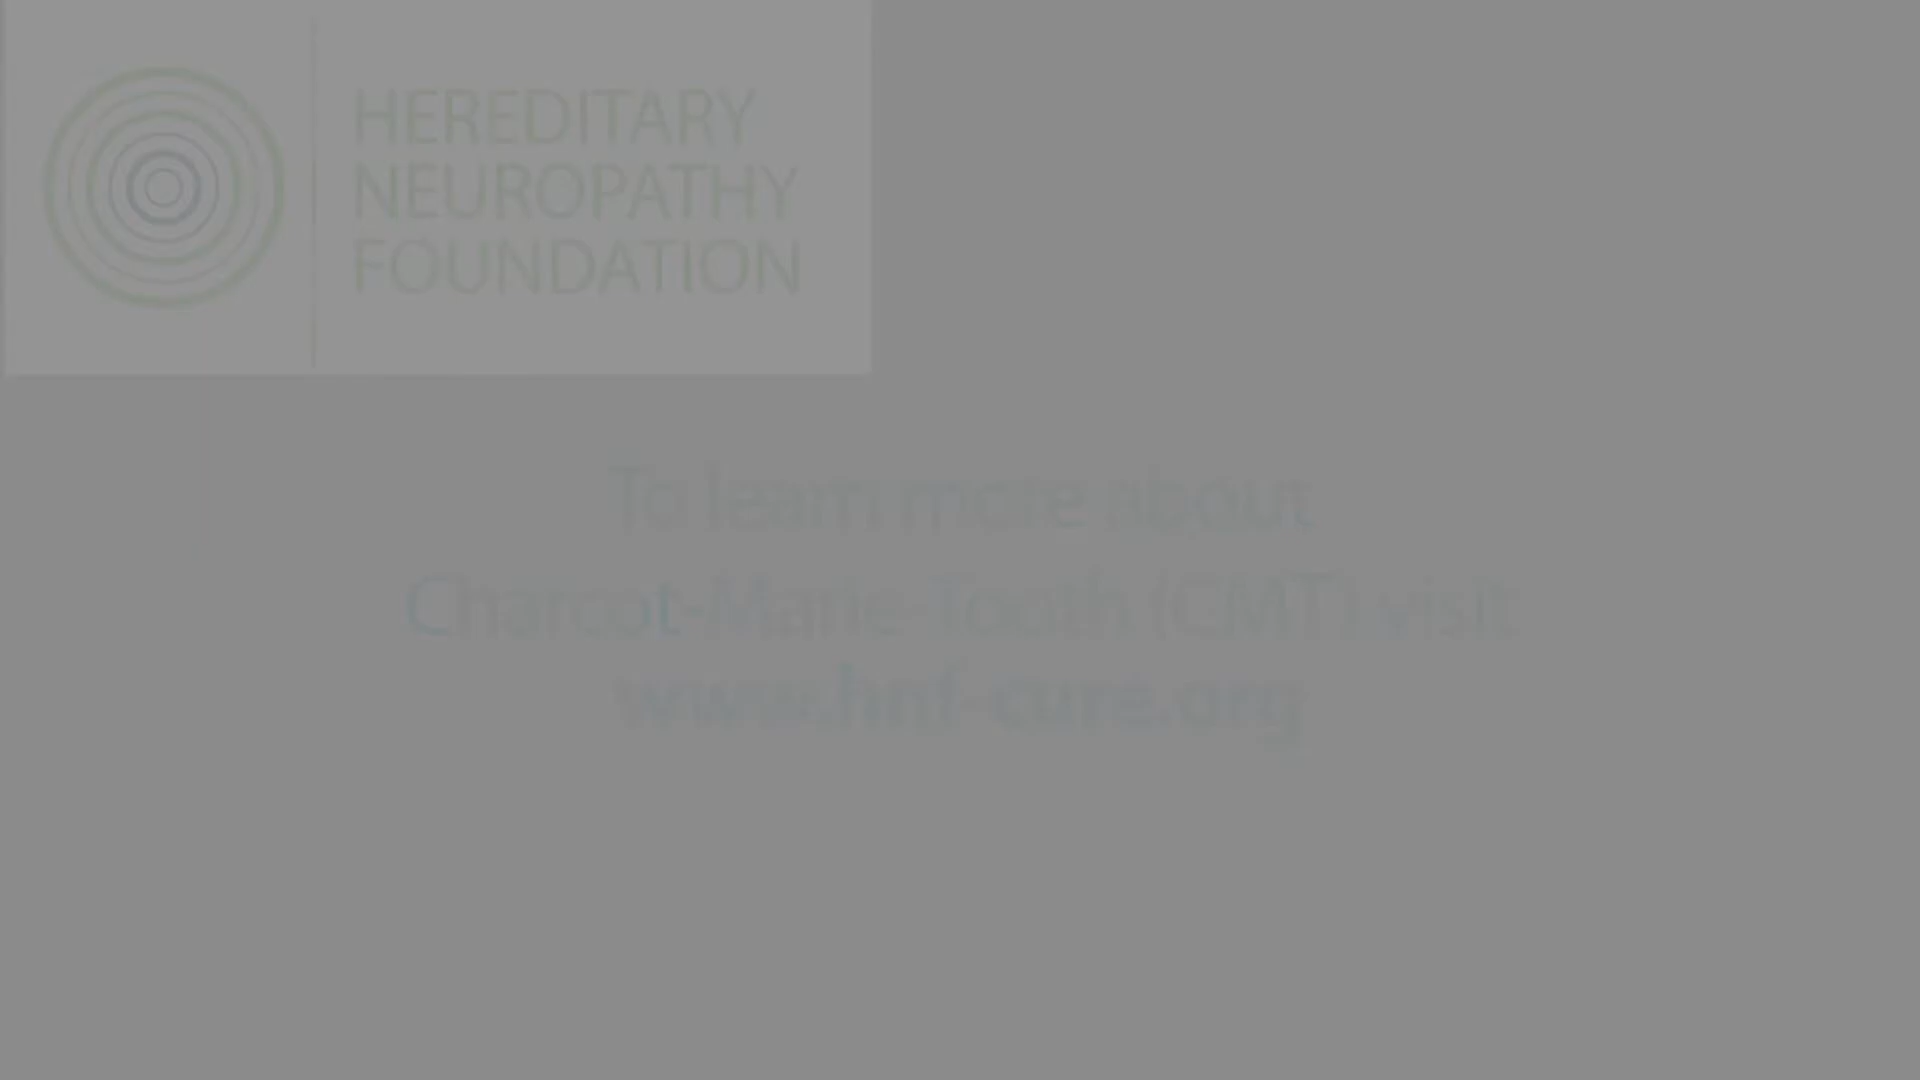 HEREDITARY
NEUROPATHY
FOUNDATION
To learn more about
Charcot-Marie-Tooth (CMT) visit
www.hnf-cure.org